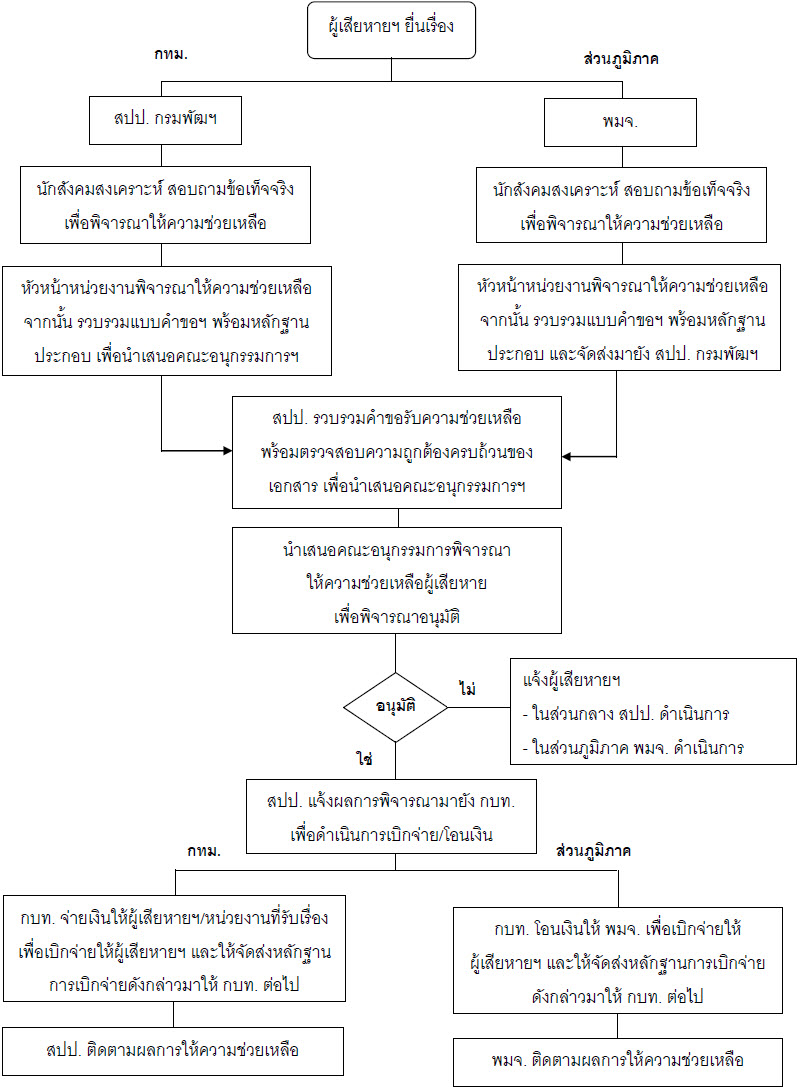 ผู้เสียหายฯ ยื่นเรื่อง
กทม.
ส่วนภูมิภาค
สปป. กรมพัฒฯ
พมจ.
นักสังคมสงเคราะห์ สอบถามข้อเท็จจริง
เพื่อพิจารณาให้ความช่วยเหลือ
นักสังคมสงเคราะห์ สอบถามข้อเท็จจริง
เพื่อพิจารณาให้ความช่วยเหลือ
หัวหน้าหน่วยงานพิจารณาให้ความช่วยเหลือ
จากนั้น รวบรวมแบบคำขอฯ พร้อมหลักฐาน
ประกอบ เพื่อนำเสนอคณะอนุกรรมการฯ
หัวหน้าหน่วยงานพิจารณาให้ความช่วยเหลือ
จากนั้น รวบรวมแบบคำขอฯ พร้อมหลักฐาน
ประกอบ และจัดส่งมายัง สปป. กรมพัฒฯ
สปป. รวบรวมคำขอรับความช่วยเหลือ
พร้อมตรวจสอบความถูกต้องครบถ้วนของ
เอกสาร เพื่อนำเสนอคณะอนุกรรมการฯ
นำเสนอคณะอนุกรรมการพิจารณา
ให้ความช่วยเหลือผู้เสียหาย
เพื่อพิจารณาอนุมัติ
อนุมัติ
ไม่
แจ้งผู้เสียหายฯ
- ในส่วนกลาง สปป. ดำเนินการ
- ในส่วนภูมิภาค พมจ. ดำเนินการ
ใช่
สปป. แจ้งผลการพิจารณามายัง กบท.
เพื่อดำเนินการเบิกจ่าย/โอนเงิน
กทม.
ส่วนภูมิภาค
กบท. จ่ายเงินให้ผู้เสียหายฯ/หน่วยงานที่รับเรื่อง
เพื่อเบิกจ่ายให้ผู้เสียหายฯ และให้จัดส่งหลักฐาน
การเบิกจ่ายดังกล่าวมาให้ กบท. ต่อไป
กบท. โอนเงินให้ พมจ. เพื่อเบิกจ่ายให้
ผู้เสียหายฯ และให้จัดส่งหลักฐานการเบิกจ่าย
ดังกล่าวมาให้ กบท. ต่อไป
สปป. ติดตามผลการให้ความช่วยเหลือ
พมจ. ติดตามผลการให้ความช่วยเหลือ